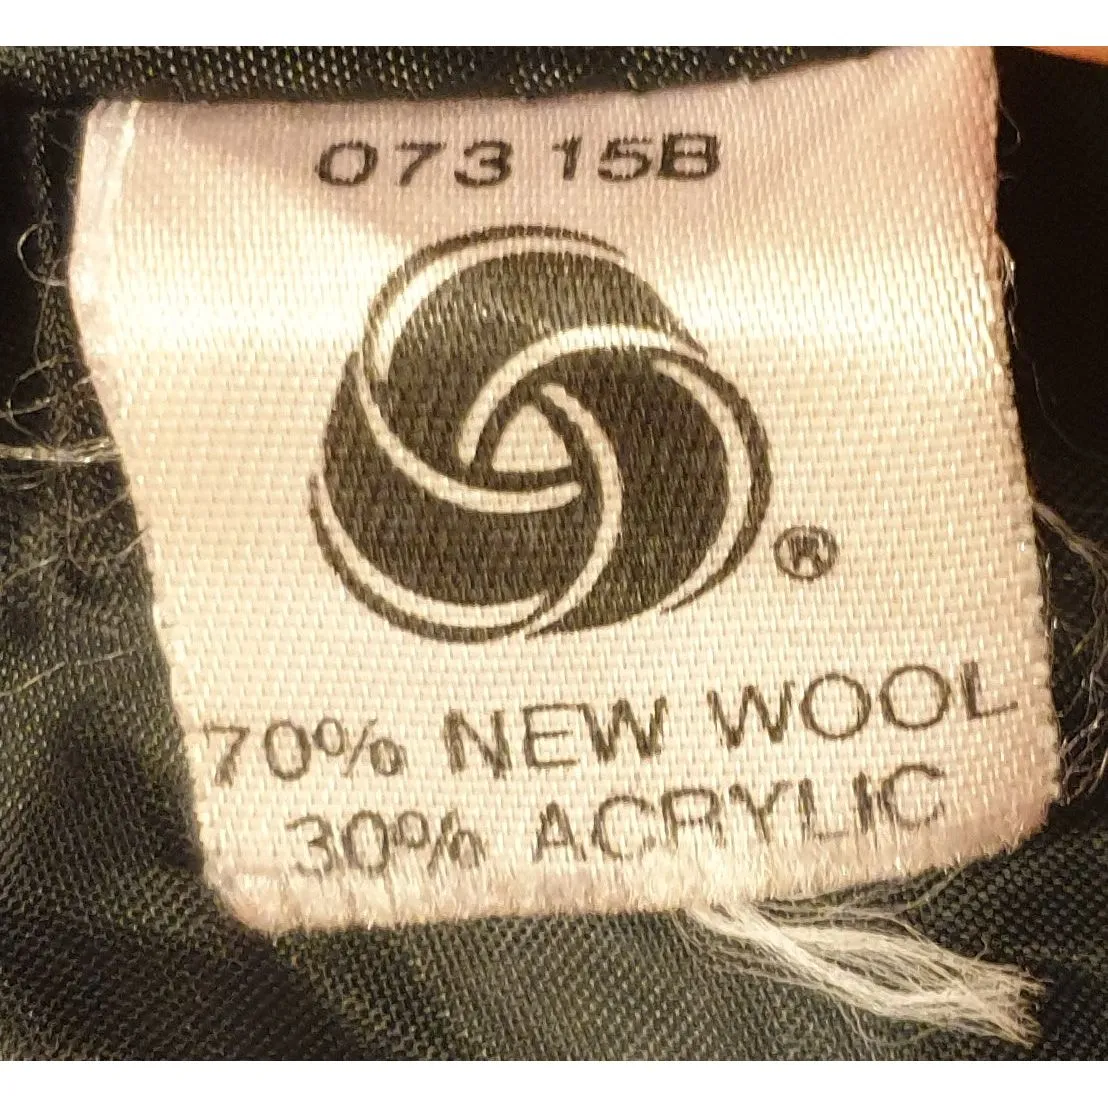 073 15B
®
70% NEW WOOL
30% ACRYLIC